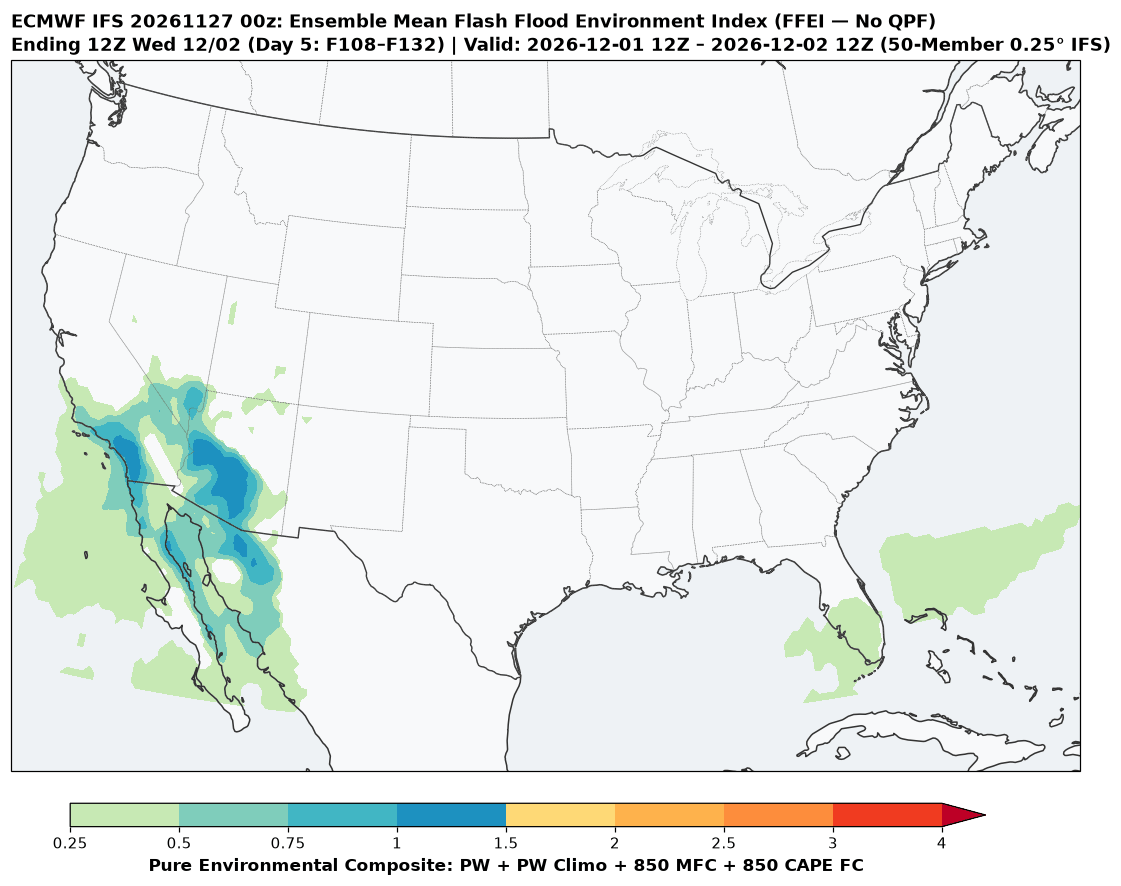 ECMWF IFS 20261127 00z: Ensemble Mean Flash Flood Environment Index (FFEI — No QPF)
Ending 12Z Wed 12/02 (Day 5: F108–F132) | Valid: 2026-12-01 12Z – 2026-12-02 12Z (50-Member 0.25° IFS)
0.25 0.5 0.75 1 1.5 2 2.5 3 4
Pure Environmental Composite: PW + PW Climo + 850 MFC + 850 CAPE FC